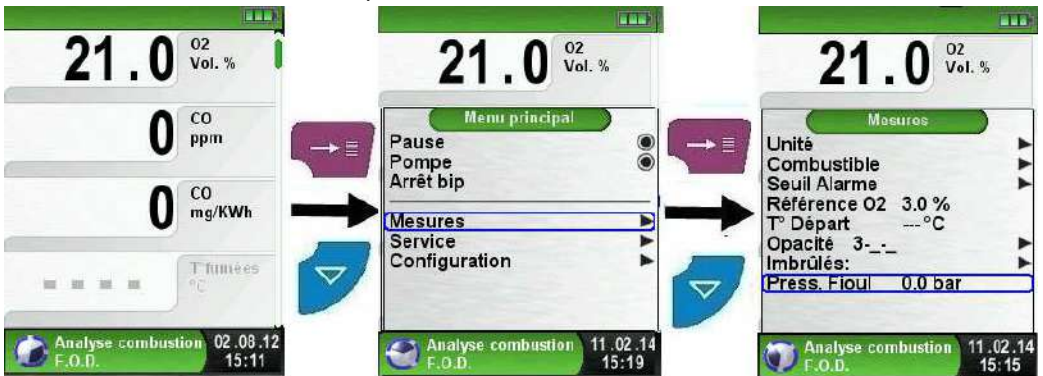 21.0 O2 Vol. %
0 CO ppm
0 CO mg/KWh
- - - - T°fumées °C
Analyse combustion 02.08.12
F.O.D. 15:11
21.0 O2 Vol. %
Menu principal
Pause
Pompe
Arrêt bip
Mesures
Service
Configuration
Analyse combustion 11.02.14
F.O.D. 15:19
21.0 O2 Vol. %
Mesures
Unité
Combustible
Seuil Alarme
Référence O2 3.0 %
T° Départ ---°C
Opacité 3-_-_
Imbrûlés:
Press. Fioul 0.0 bar
Analyse combustion 11.02.14
F.O.D. 15:15